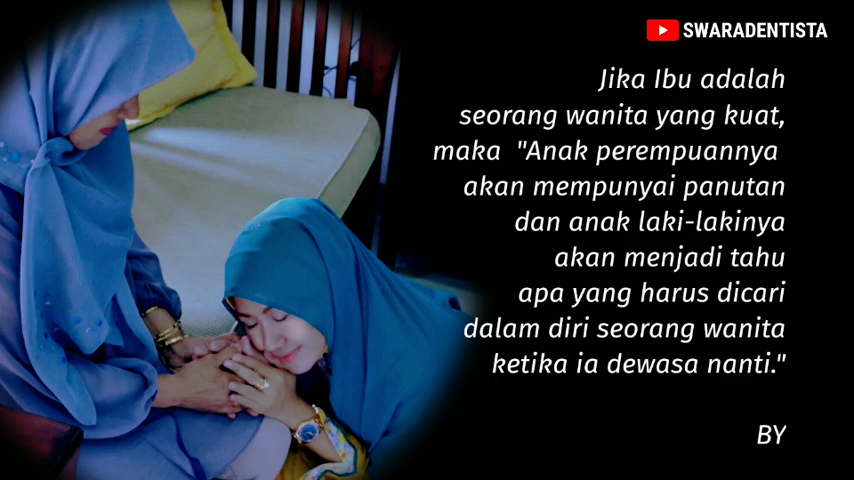 SWARADENTISTA
Jika Ibu adalah
seorang wanita yang kuat,
maka "Anak perempuannya
akan mempunyai panutan
dan anak laki-lakinya
akan menjadi tahu
apa yang harus dicari
dalam diri seorang wanita
ketika ia dewasa nanti."
BY